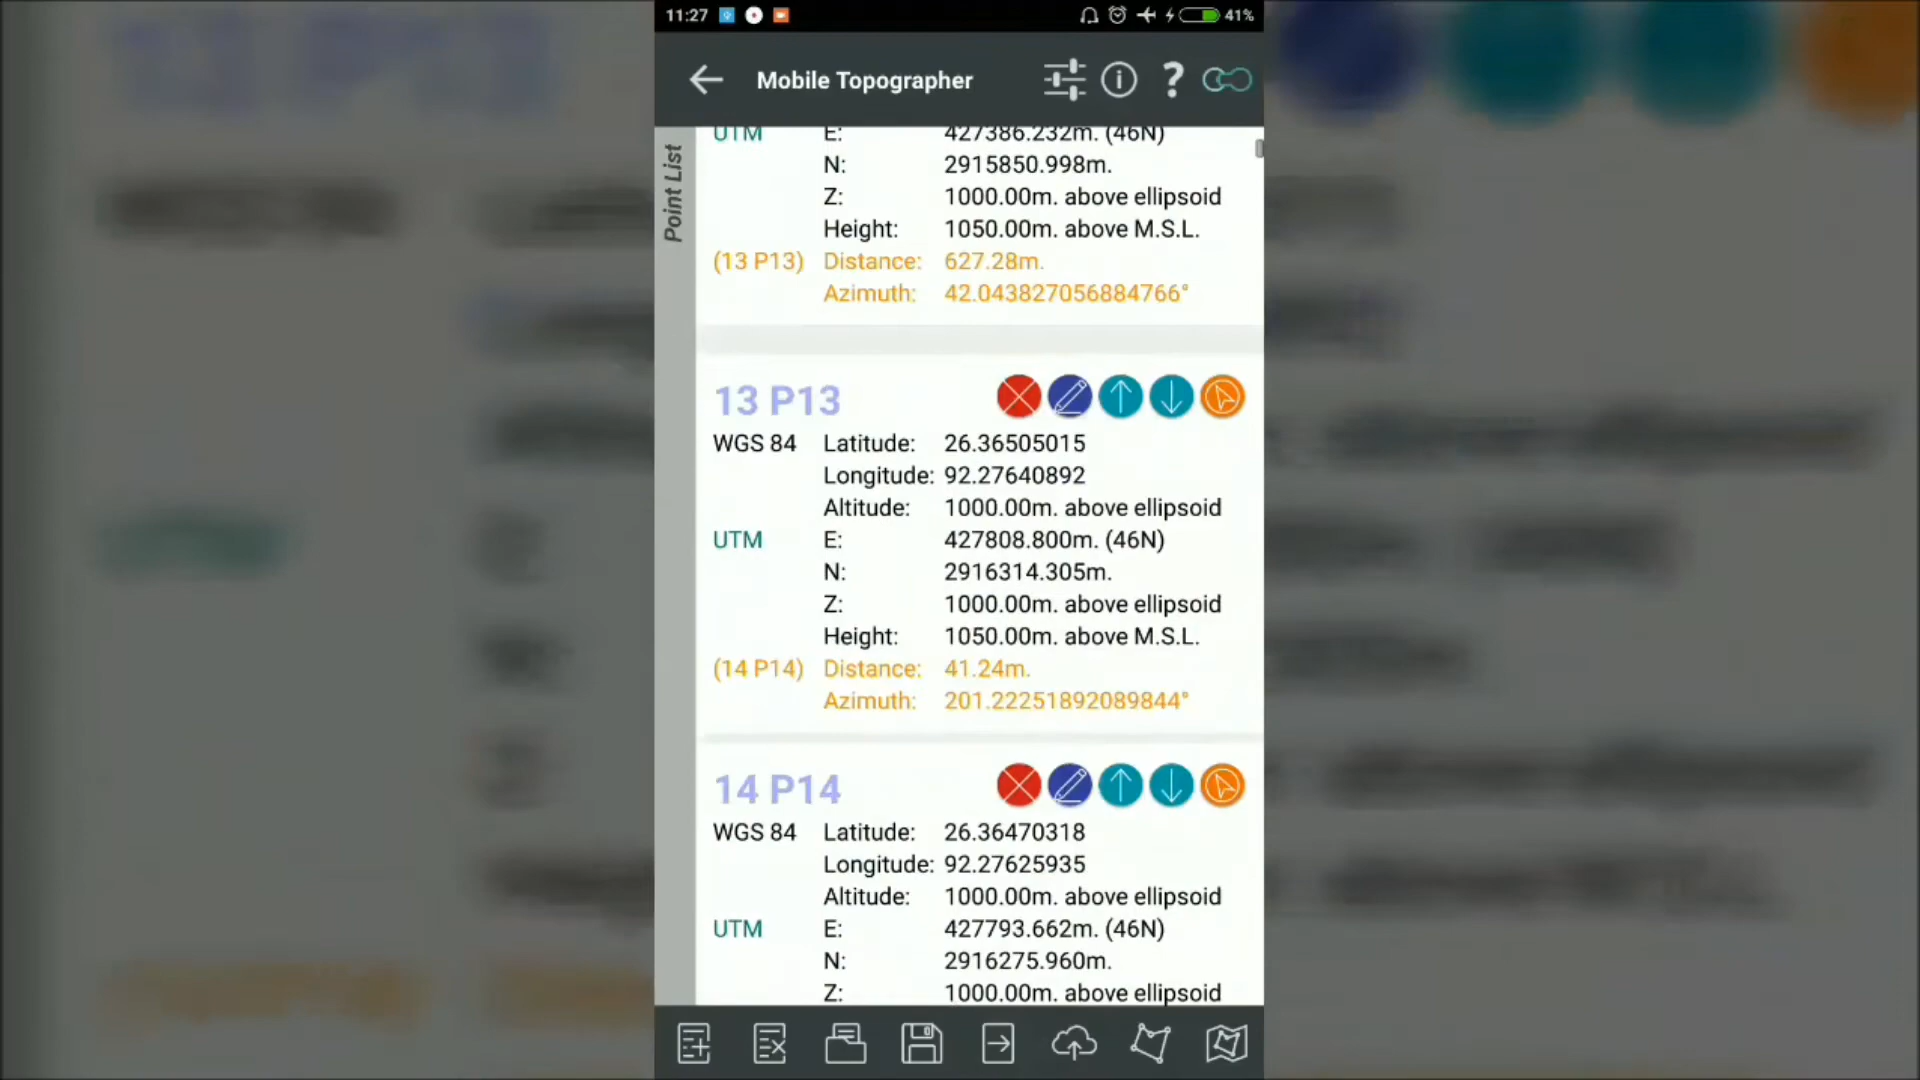 11:27 41%
Mobile Topographer
Point List
UTM E: 427386.232m. (46N)
N: 2915850.998m.
Z: 1000.00m. above ellipsoid
Height: 1050.00m. above M.S.L.
(13 P13) Distance: 627.28m.
Azimuth: 42.043827056884766°
13 P13
WGS 84 Latitude: 26.36505015
Longitude: 92.27640892
Altitude: 1000.00m. above ellipsoid
UTM E: 427808.800m. (46N)
N: 2916314.305m.
Z: 1000.00m. above ellipsoid
Height: 1050.00m. above M.S.L.
(14 P14) Distance: 41.24m.
Azimuth: 201.22251892089844°
14 P14
WGS 84 Latitude: 26.36470318
Longitude: 92.27625935
Altitude: 1000.00m. above ellipsoid
UTM E: 427793.662m. (46N)
N: 2916275.960m.
Z: 1000.00m. above ellipsoid